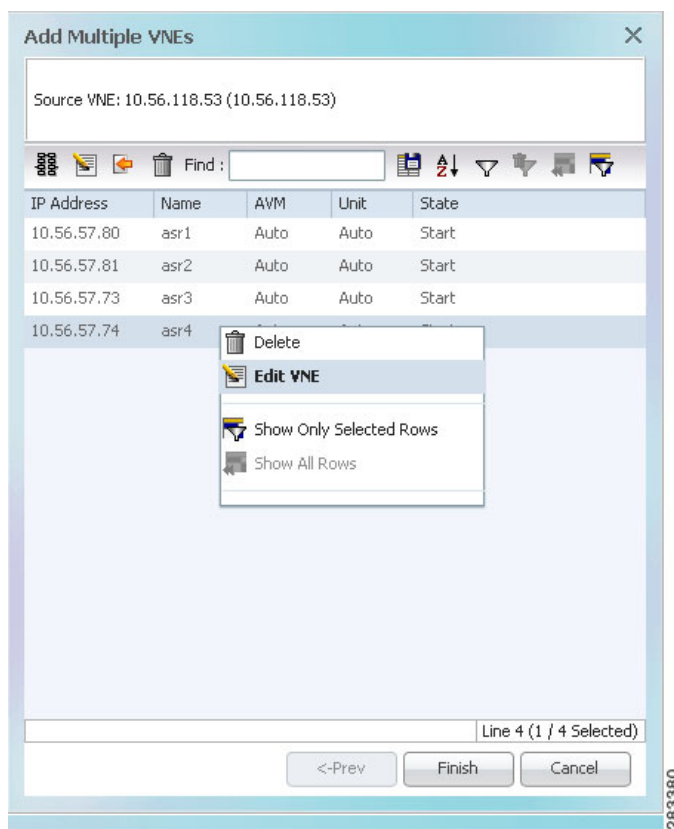 Add Multiple VNEs
Source VNE: 10.56.118.53 (10.56.118.53)
Find :
IP Address Name AVM Unit State
10.56.57.80 asr1 Auto Auto Start
10.56.57.81 asr2 Auto Auto Start
10.56.57.73 asr3 Auto Auto Start
10.56.57.74 asr4
Delete
Edit VNE
Show Only Selected Rows
Show All Rows
Line 4 (1 / 4 Selected)
<-Prev Finish Cancel
283380